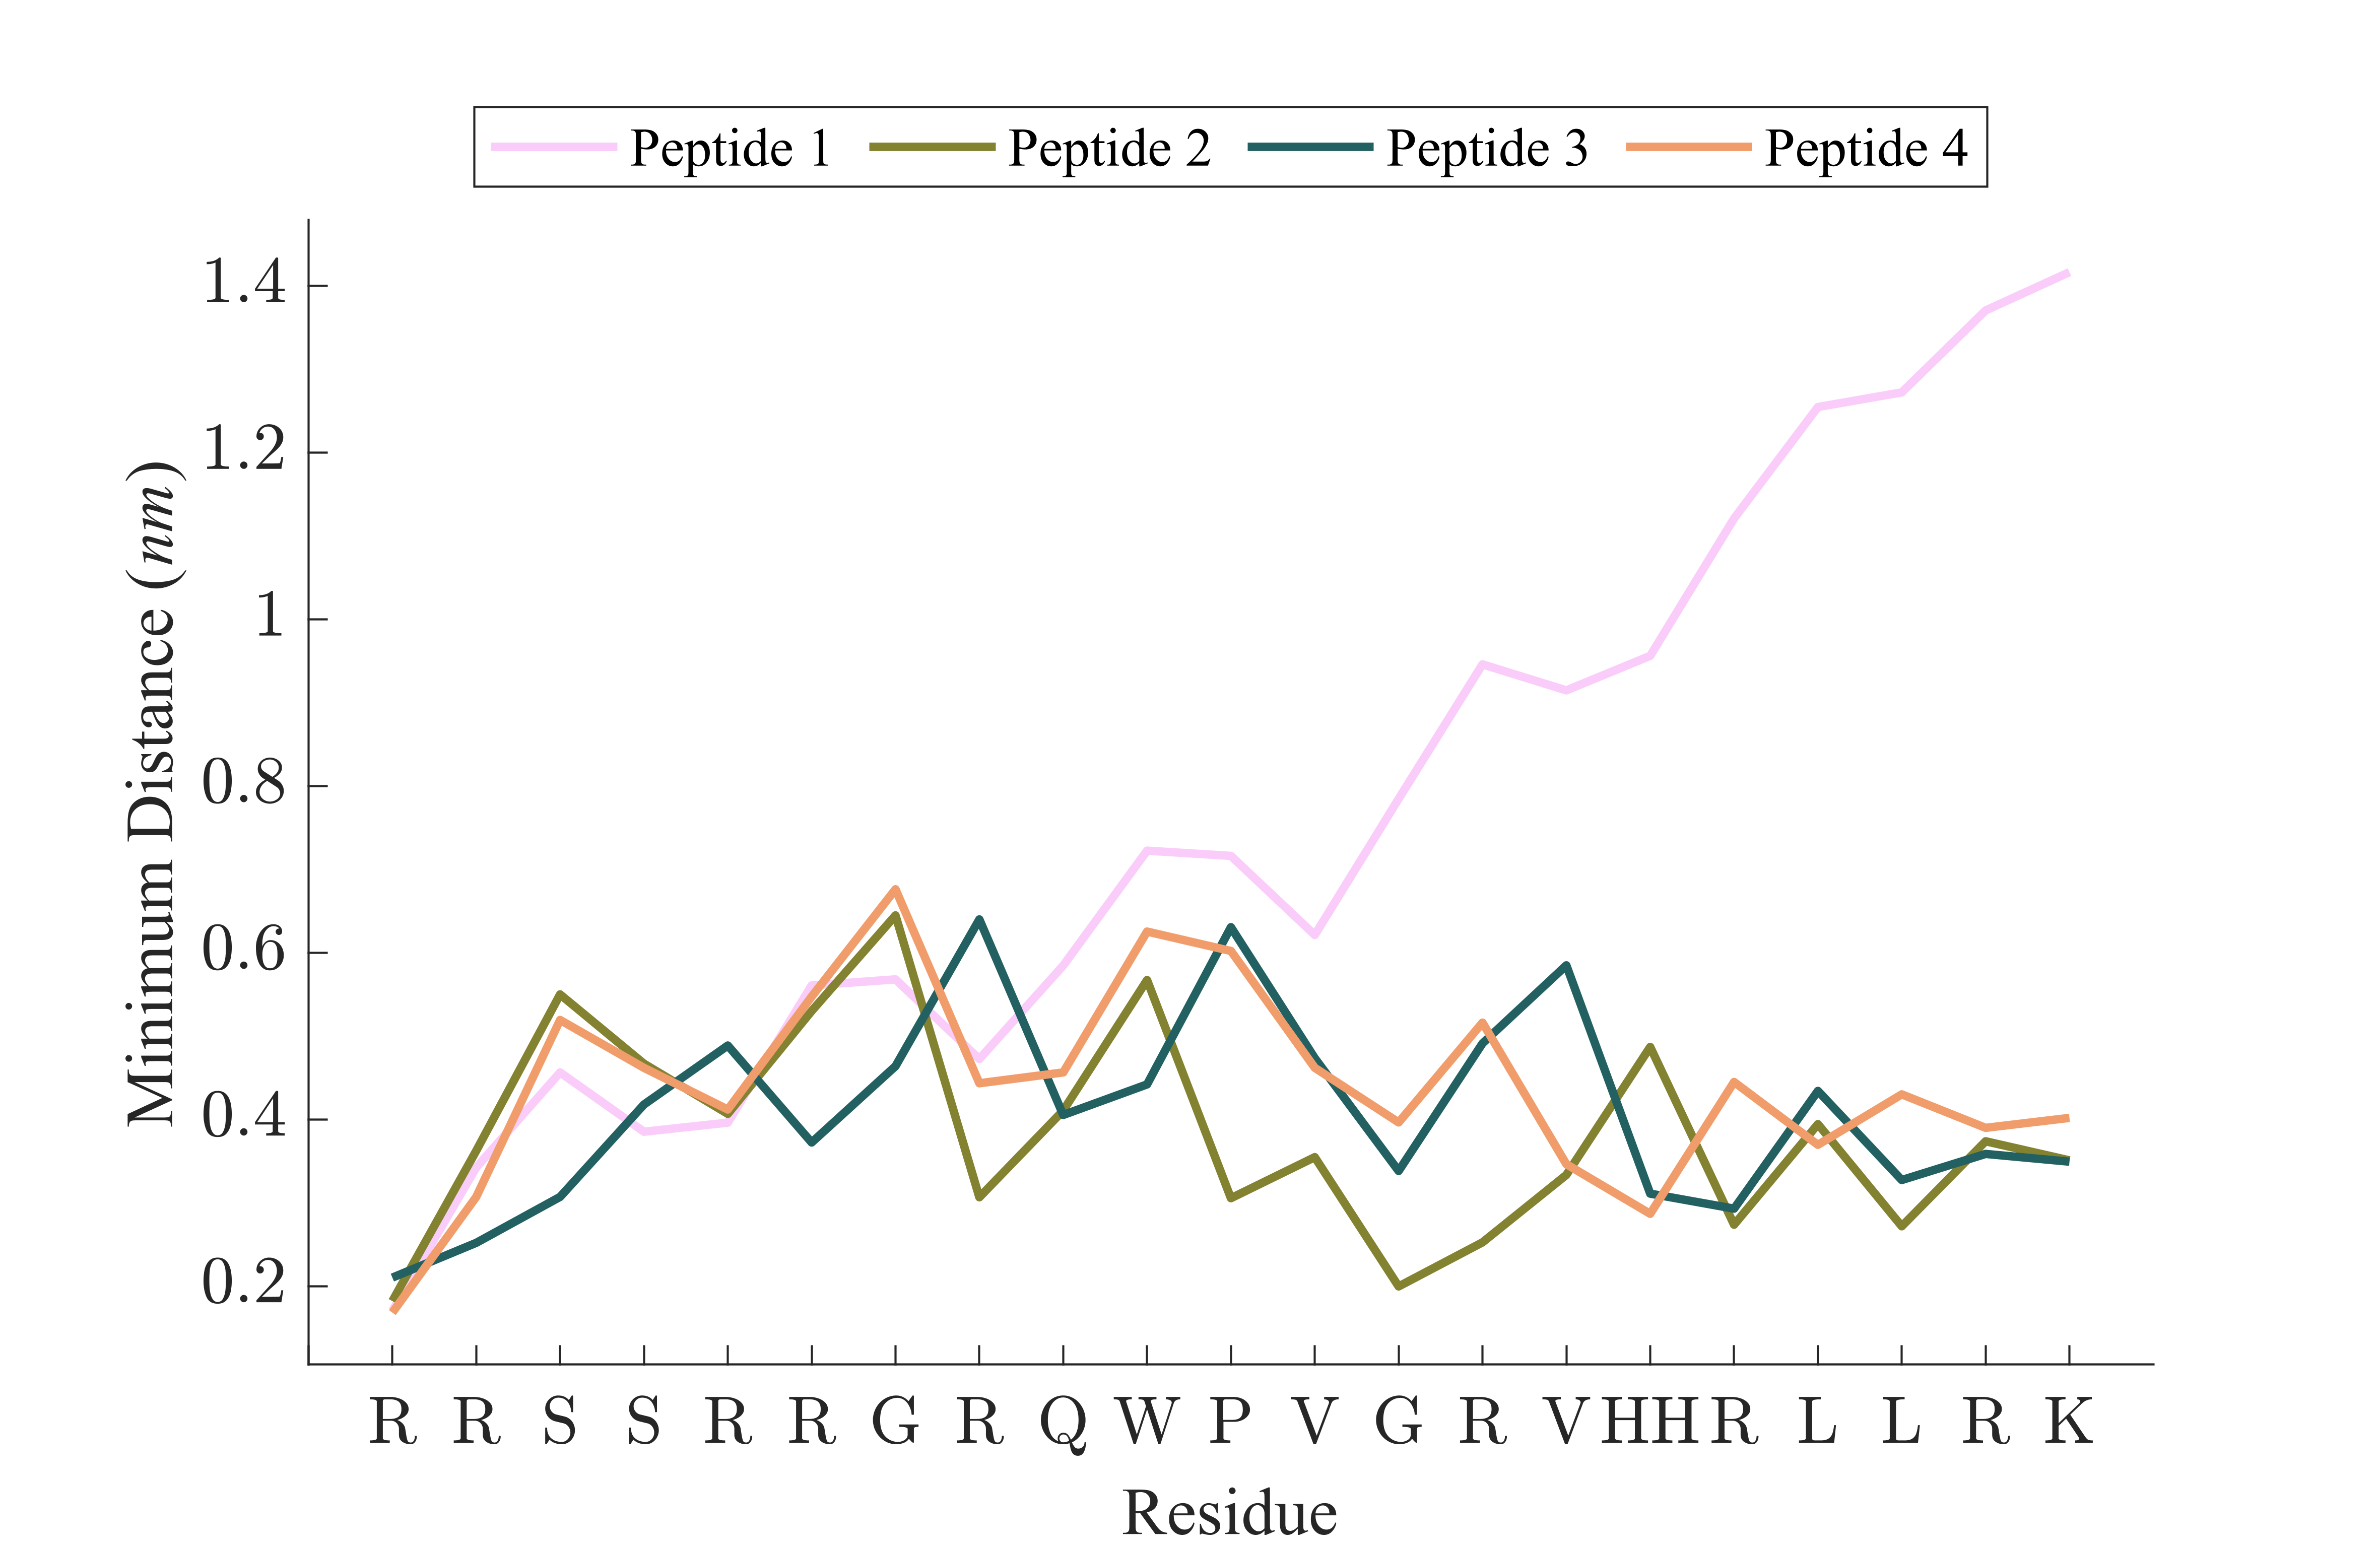 Peptide 1 Peptide 2 Peptide 3 Peptide 4
1.4
1.2
1
0.8
0.6
0.4
0.2
Minimum Distance (nm)
R R S S R R G R Q W P V G R V HH R L L R K
Residue